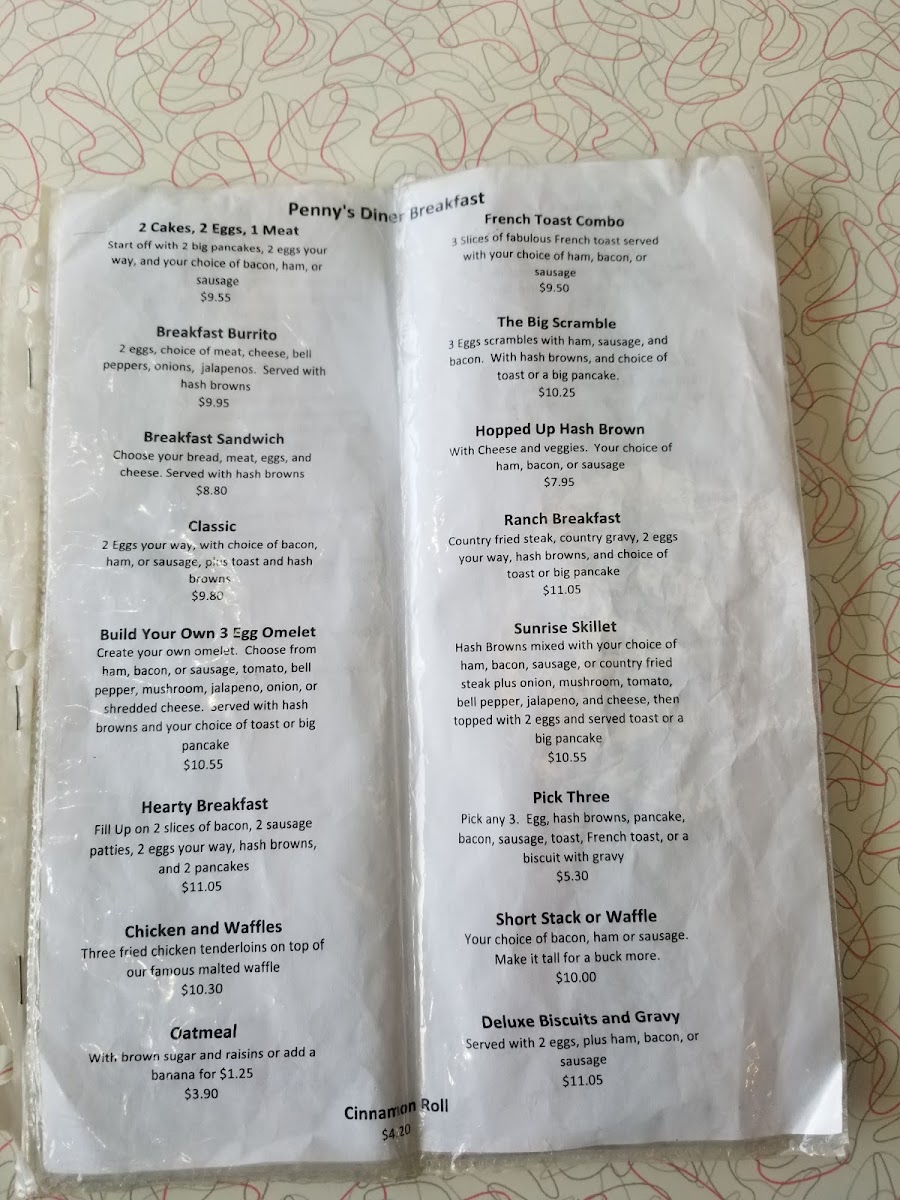 Penny's Diner Breakfast
2 Cakes, 2 Eggs, 1 Meat
Start off with 2 big pancakes, 2 eggs your
way, and your choice of bacon, ham, or
sausage
$9.55
Breakfast Burrito
2 eggs, choice of meat, cheese, bell
peppers, onions, jalapenos. Served with
hash browns
$9.95
Breakfast Sandwich
Choose your bread, meat, eggs, and
cheese. Served with hash browns
$8.80
Classic
2 Eggs your way, with choice of bacon,
ham, or sausage, plus toast and hash
browns
$9.80
Build Your Own 3 Egg Omelet
Create your own omelet. Choose from
ham, bacon, or sausage, tomato, bell
pepper, mushroom, jalapeno, onion, or
shredded cheese. Served with hash
browns and your choice of toast or big
pancake
$10.55
Hearty Breakfast
Fill Up on 2 slices of bacon, 2 sausage
patties, 2 eggs your way, hash browns,
and 2 pancakes
$11.05
Chicken and Waffles
Three fried chicken tenderloins on top of
our famous malted waffle
$10.30
Oatmeal
With brown sugar and raisins or add a
banana for $1.25
$3.90
French Toast Combo
3 Slices of fabulous French toast served
with your choice of ham, bacon, or
sausage
$9.50
The Big Scramble
3 Eggs scrambles with ham, sausage, and
bacon. With hash browns, and choice of
toast or a big pancake.
$10.25
Hopped Up Hash Brown
With Cheese and veggies. Your choice of
ham, bacon, or sausage
$7.95
Ranch Breakfast
Country fried steak, country gravy, 2 eggs
your way, hash browns, and choice of
toast or big pancake
$11.05
Sunrise Skillet
Hash Browns mixed with your choice of
ham, bacon, sausage, or country fried
steak plus onion, mushroom, tomato,
bell pepper, jalapeno, and cheese, then
topped with 2 eggs and served toast or a
big pancake
$10.55
Pick Three
Pick any 3. Egg, hash browns, pancake,
bacon, sausage, toast, French toast, or a
biscuit with gravy
$5.30
Short Stack or Waffle
Your choice of bacon, ham or sausage.
Make it tall for a buck more.
$10.00
Deluxe Biscuits and Gravy
Served with 2 eggs, plus ham, bacon, or
sausage
$11.05
Cinnamon Roll
$4.20